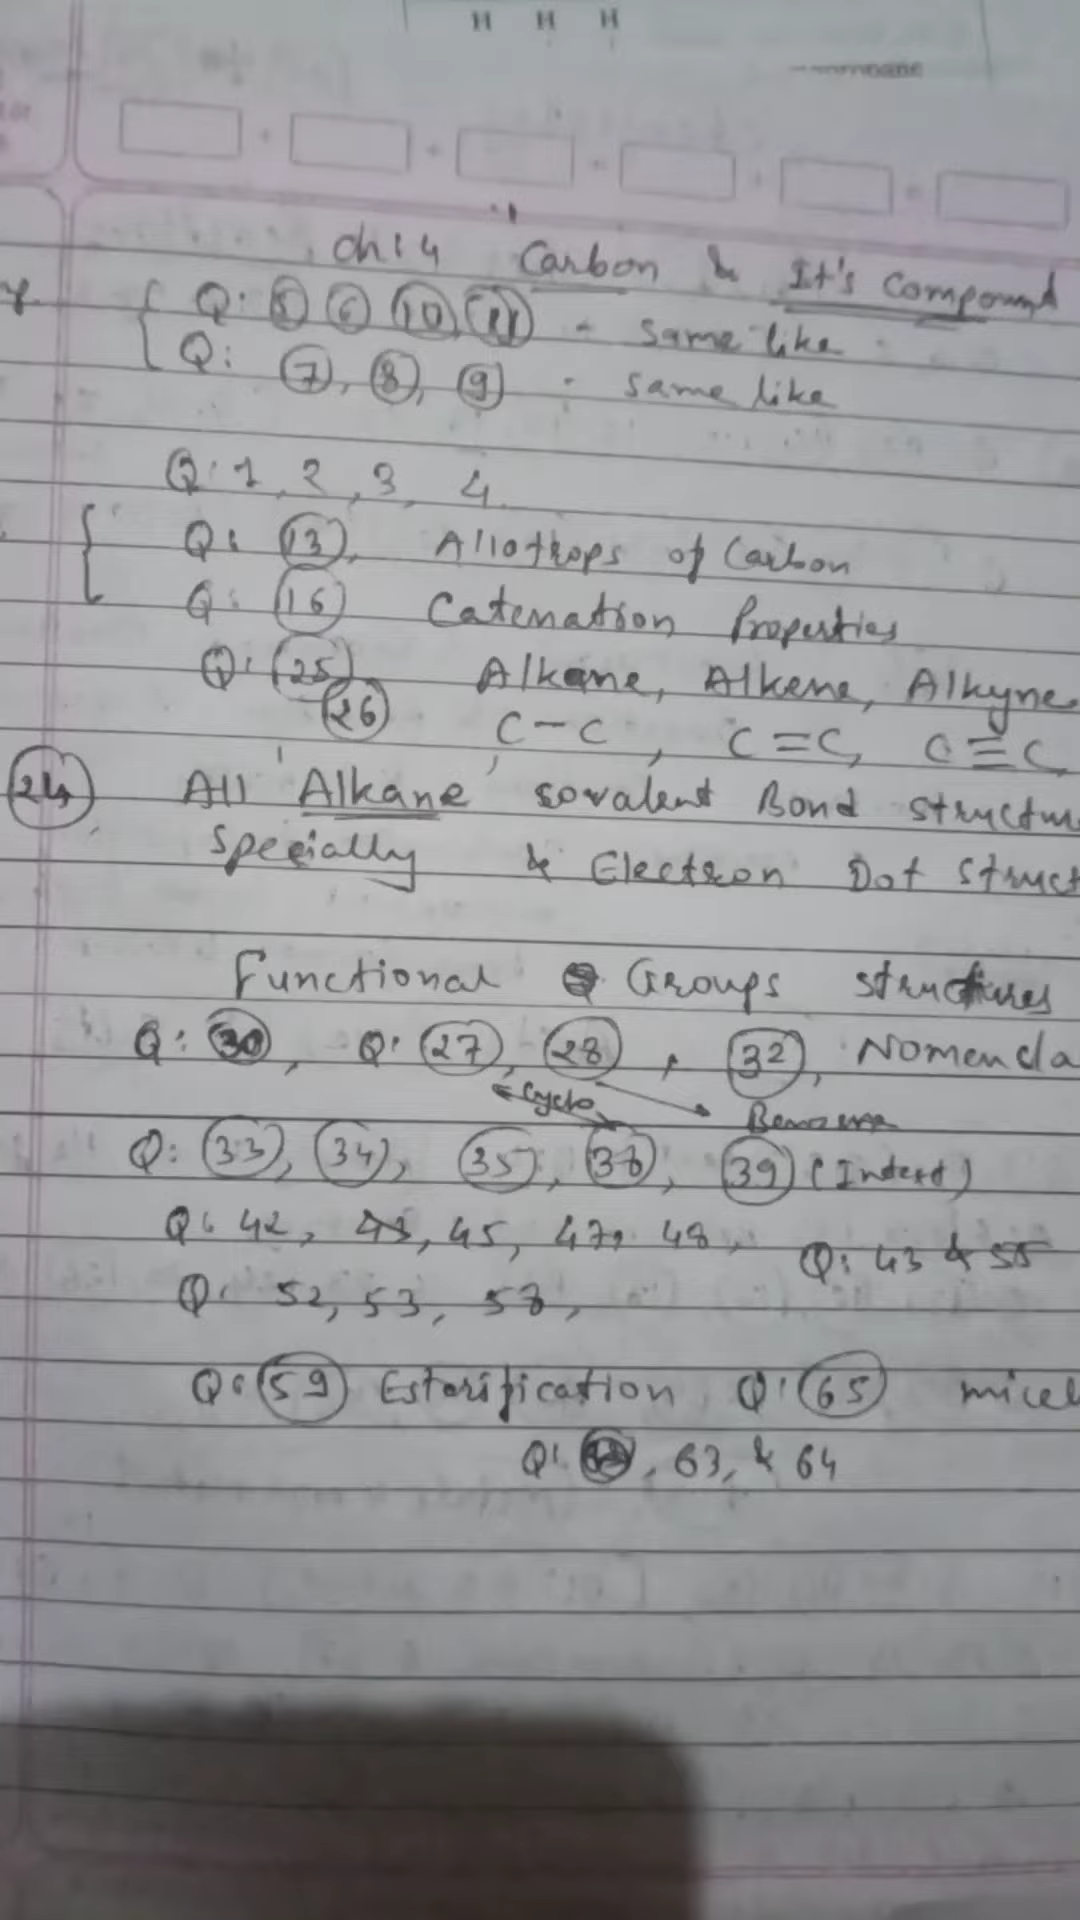 H H H
Ch: 4 Carbon & It's Compound
Q: 5 6 10, 11 - same like
Q: 7, 8, 9 - same like
Q: 1, 2, 3, 4
Q: 13, Allotrops of Carbon
Q: 16 Catenation Properties
Q: 25, Alkane, Alkene, Alkyne
26 C-C, C=C, C≡C
24 All 'Alkane' covalent Bond structu
specially & Electron Dot struct
Functional Groups structures
Q: 30, Q: 27, 28, 32, Nomencla
Cyclo Benzene
Q: 33, 34, 35, 38, 39 (Intext)
Q: 42, 45, 47, 48, Q: 43 & 55
Q: 52, 53, 58,
Q: 59 Esterification, Q: 65 micel
Q: 63, & 64